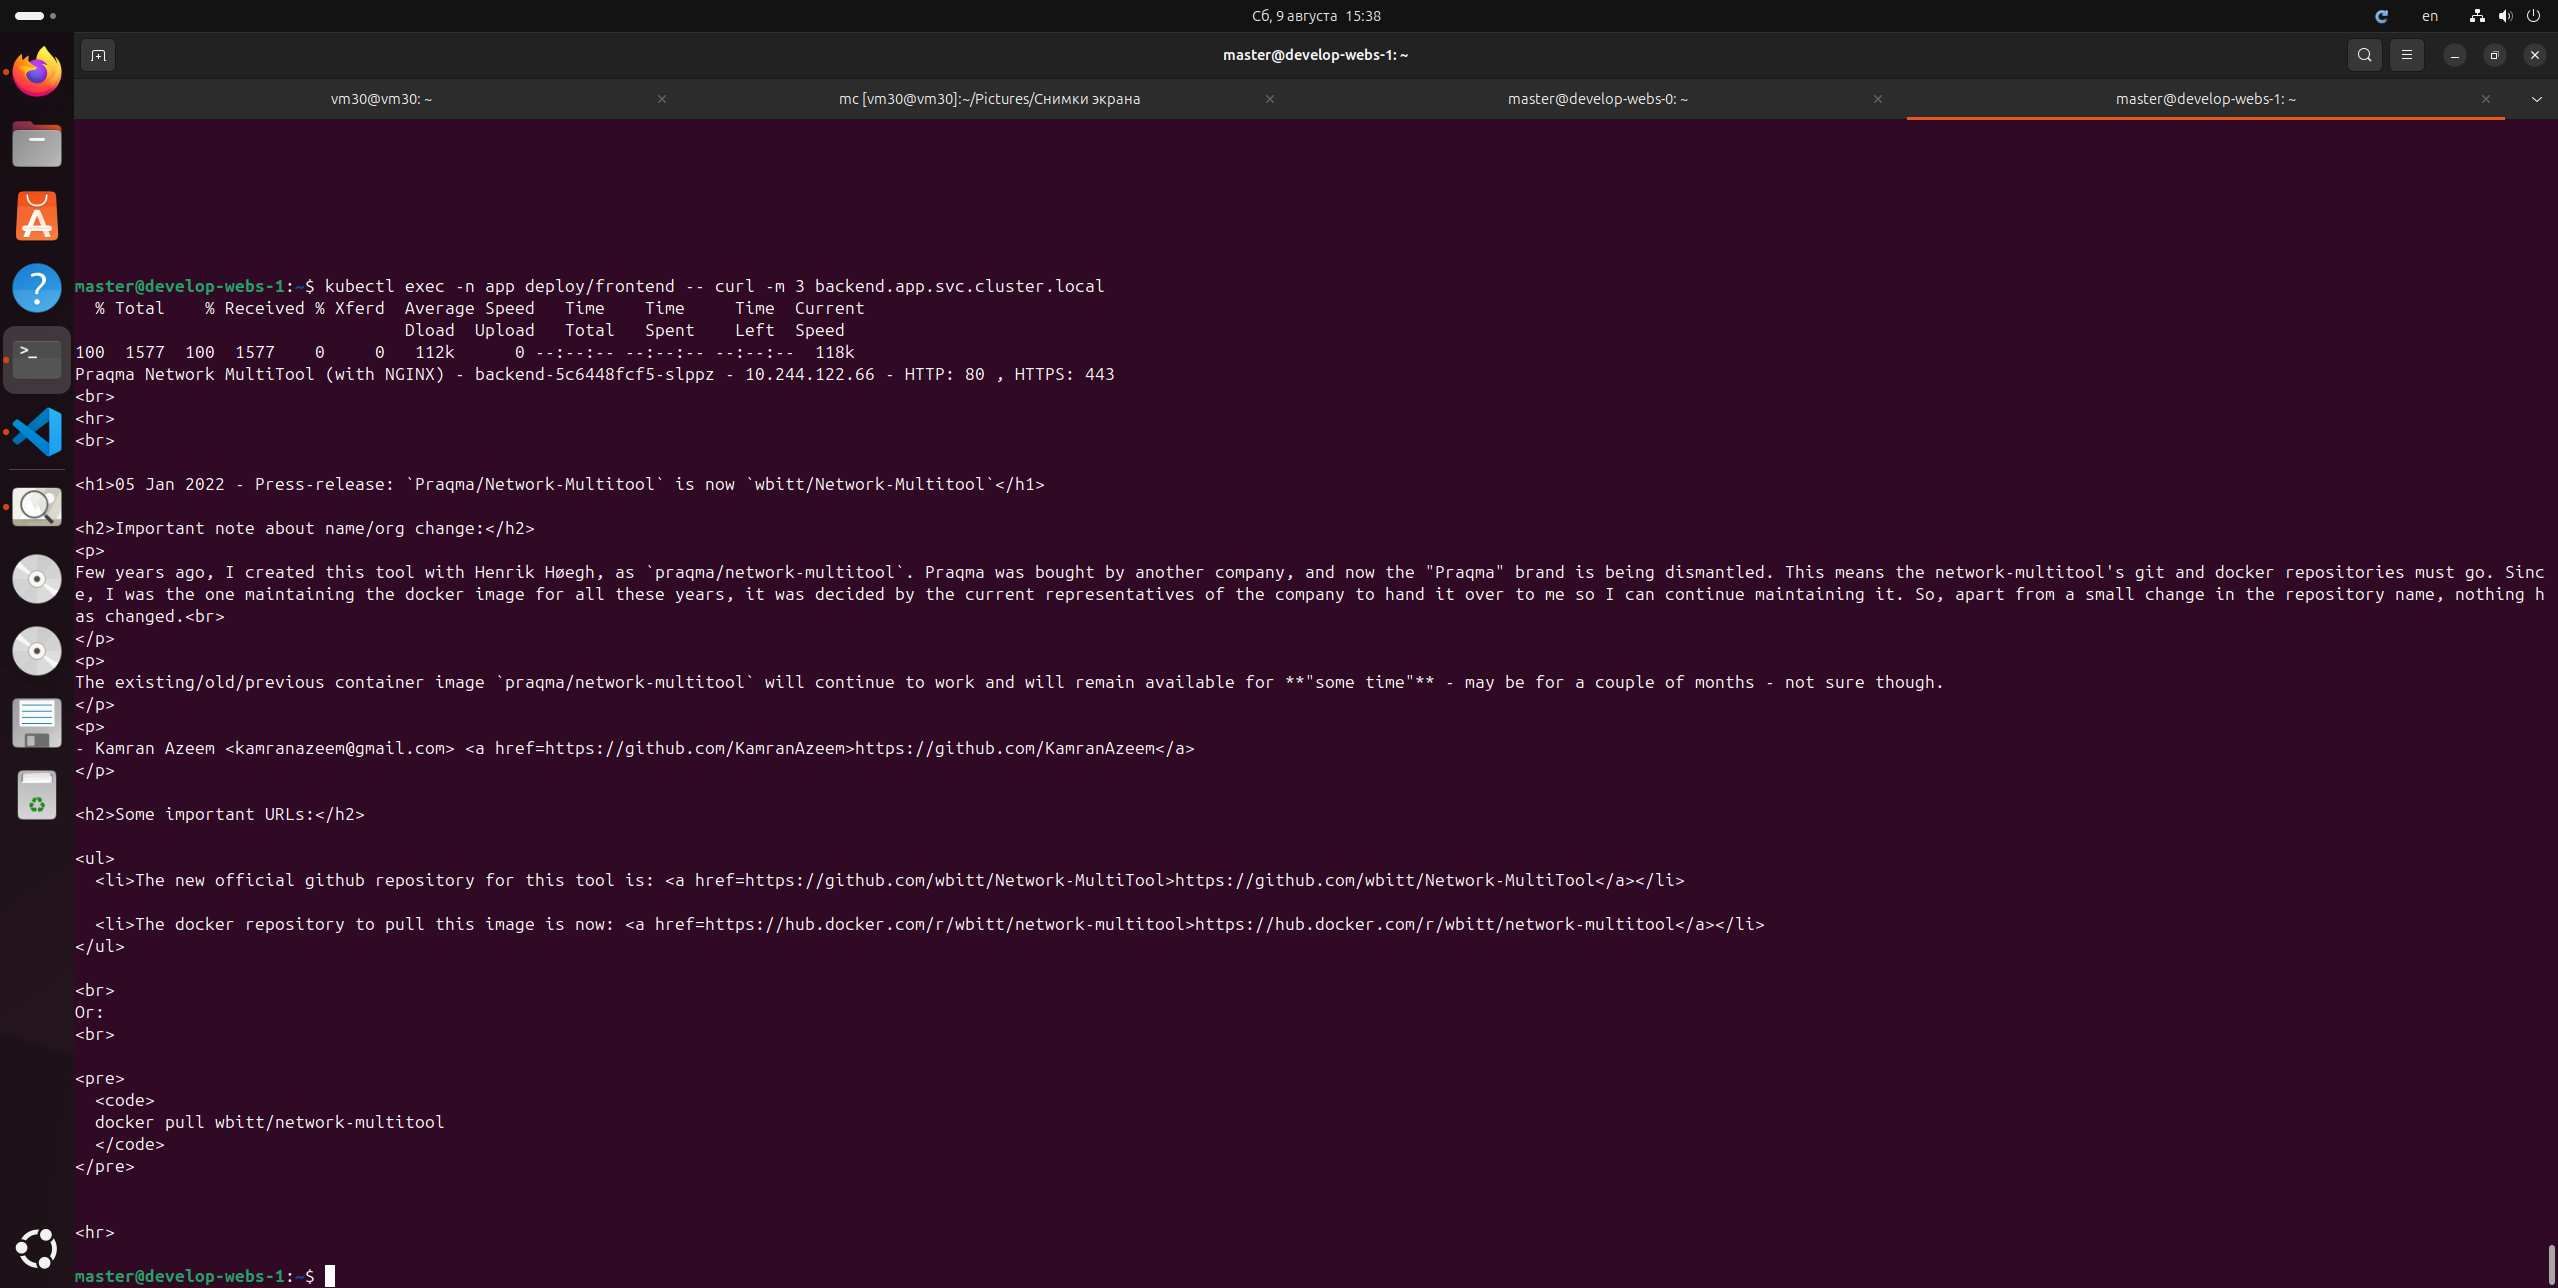 Сб, 9 августа 15:38
en
master@develop-webs-1: ~
vm30@vm30: ~
mc [vm30@vm30]:~/Pictures/Снимки экрана
master@develop-webs-0: ~
master@develop-webs-1: ~
master@develop-webs-1:~$ kubectl exec -n app deploy/frontend -- curl -m 3 backend.app.svc.cluster.local
  % Total    % Received % Xferd  Average Speed   Time    Time     Time  Current
                                 Dload  Upload   Total   Spent    Left  Speed
100  1577  100  1577    0     0   112k      0 --:--:-- --:--:-- --:--:--  118k
Praqma Network MultiTool (with NGINX) - backend-5c6448fcf5-slppz - 10.244.122.66 - HTTP: 80 , HTTPS: 443
<br>
<hr>
<br>
<h1>05 Jan 2022 - Press-release: `Praqma/Network-Multitool` is now `wbitt/Network-Multitool`</h1>
<h2>Important note about name/org change:</h2>
<p>
Few years ago, I created this tool with Henrik Høegh, as `praqma/network-multitool`. Praqma was bought by another company, and now the "Praqma" brand is being dismantled. This means the network-multitool's git and docker repositories must go. Sinc
e, I was the one maintaining the docker image for all these years, it was decided by the current representatives of the company to hand it over to me so I can continue maintaining it. So, apart from a small change in the repository name, nothing h
as changed.<br>
</p>
<p>
The existing/old/previous container image `praqma/network-multitool` will continue to work and will remain available for **"some time"** - may be for a couple of months - not sure though.
</p>
<p>
- Kamran Azeem <kamranazeem@gmail.com> <a href=https://github.com/KamranAzeem>https://github.com/KamranAzeem</a>
</p>
<h2>Some important URLs:</h2>
<ul>
  <li>The new official github repository for this tool is: <a href=https://github.com/wbitt/Network-MultiTool>https://github.com/wbitt/Network-MultiTool</a></li>
  <li>The docker repository to pull this image is now: <a href=https://hub.docker.com/r/wbitt/network-multitool>https://hub.docker.com/r/wbitt/network-multitool</a></li>
</ul>
<br>
Or:
<br>
<pre>
  <code>
  docker pull wbitt/network-multitool
  </code>
</pre>
<hr>
master@develop-webs-1:~$